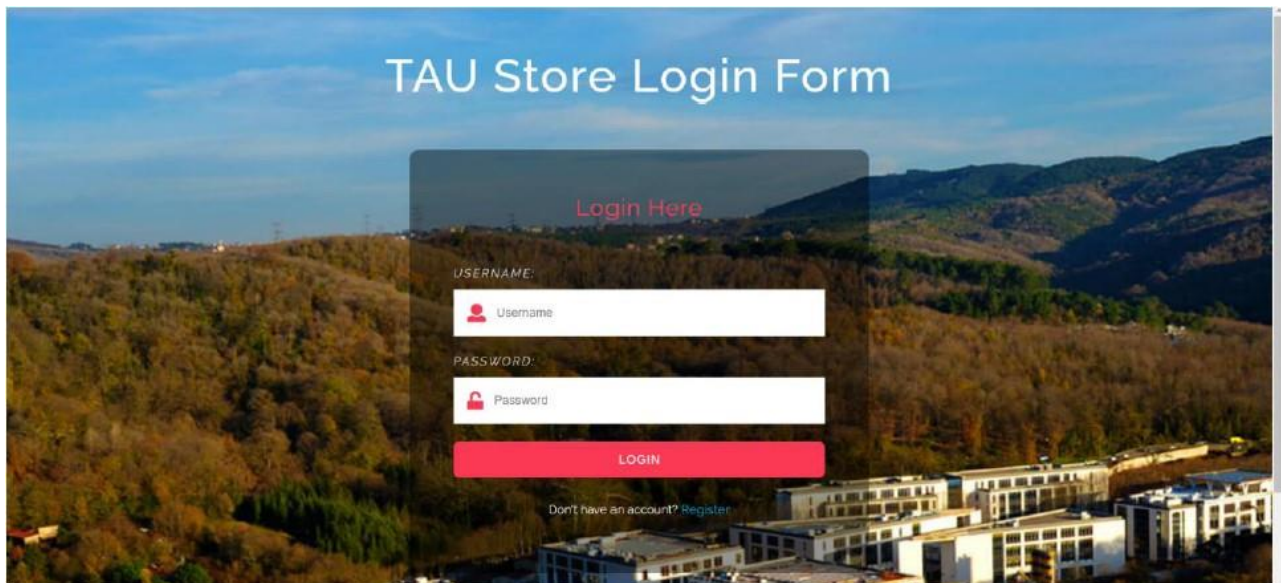 TAU Store Login Form
Login Here
USERNAME:
Username
PASSWORD:
Password
LOGIN
Don't have an account? Register